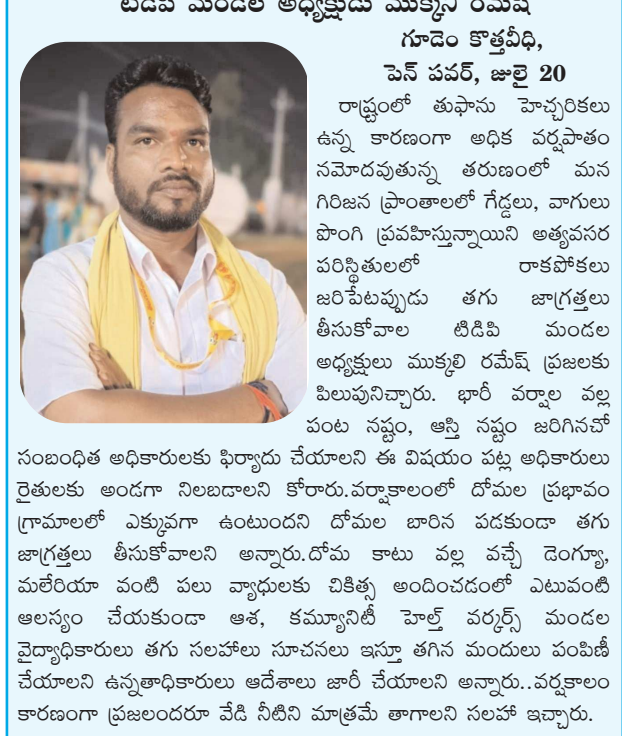 టిడిపి మండల అధ్యక్షుడు ముక్కలి రమేష్
గూడెం కొత్తవీధి,
పెన్ పవర్, జులై 20
రాష్ట్రంలో తుఫాను హెచ్చరికలు
ఉన్న కారణంగా అధిక వర్షపాతం
నమోదవుతున్న తరుణంలో మన
గిరిజన ప్రాంతాలలో గేడ్డలు, వాగులు
పొంగి ప్రవహిస్తున్నాయిని అత్యవసర
పరిస్థితులలో రాకపోకలు
జరిపేటప్పుడు తగు జాగ్రత్తలు
తీసుకోవాల టిడిపి మండల
అధ్యక్షులు ముక్కలి రమేష్ ప్రజలకు
పిలుపునిచ్చారు. భారీ వర్షాల వల్ల
పంట నష్టం, ఆస్తి నష్టం జరిగినచో
సంబంధిత అధికారులకు ఫిర్యాదు చేయాలని ఈ విషయం పట్ల అధికారులు
రైతులకు అండగా నిలబడాలని కోరారు.వర్షాకాలంలో దోమల ప్రభావం
గ్రామాలలో ఎక్కువగా ఉంటుందని దోమల బారిన పడకుండా తగు
జాగ్రత్తలు తీసుకోవాలని అన్నారు.దోమ కాటు వల్ల వచ్చే డెంగ్యూ,
మలేరియా వంటి పలు వ్యాధులకు చికిత్స అందించడంలో ఎటువంటి
ఆలస్యం చేయకుండా ఆశ, కమ్యూనిటీ హెల్త్ వర్కర్స్ మండల
వైద్యాధికారులు తగు సలహాలు సూచనలు ఇస్తూ తగిన మందులు పంపిణీ
చేయాలని ఉన్నతాధికారులు ఆదేశాలు జారీ చేయాలని అన్నారు..వర్షకాలం
కారణంగా ప్రజలందరూ వేడి నీటిని మాత్రమే తాగాలని సలహా ఇచ్చారు.